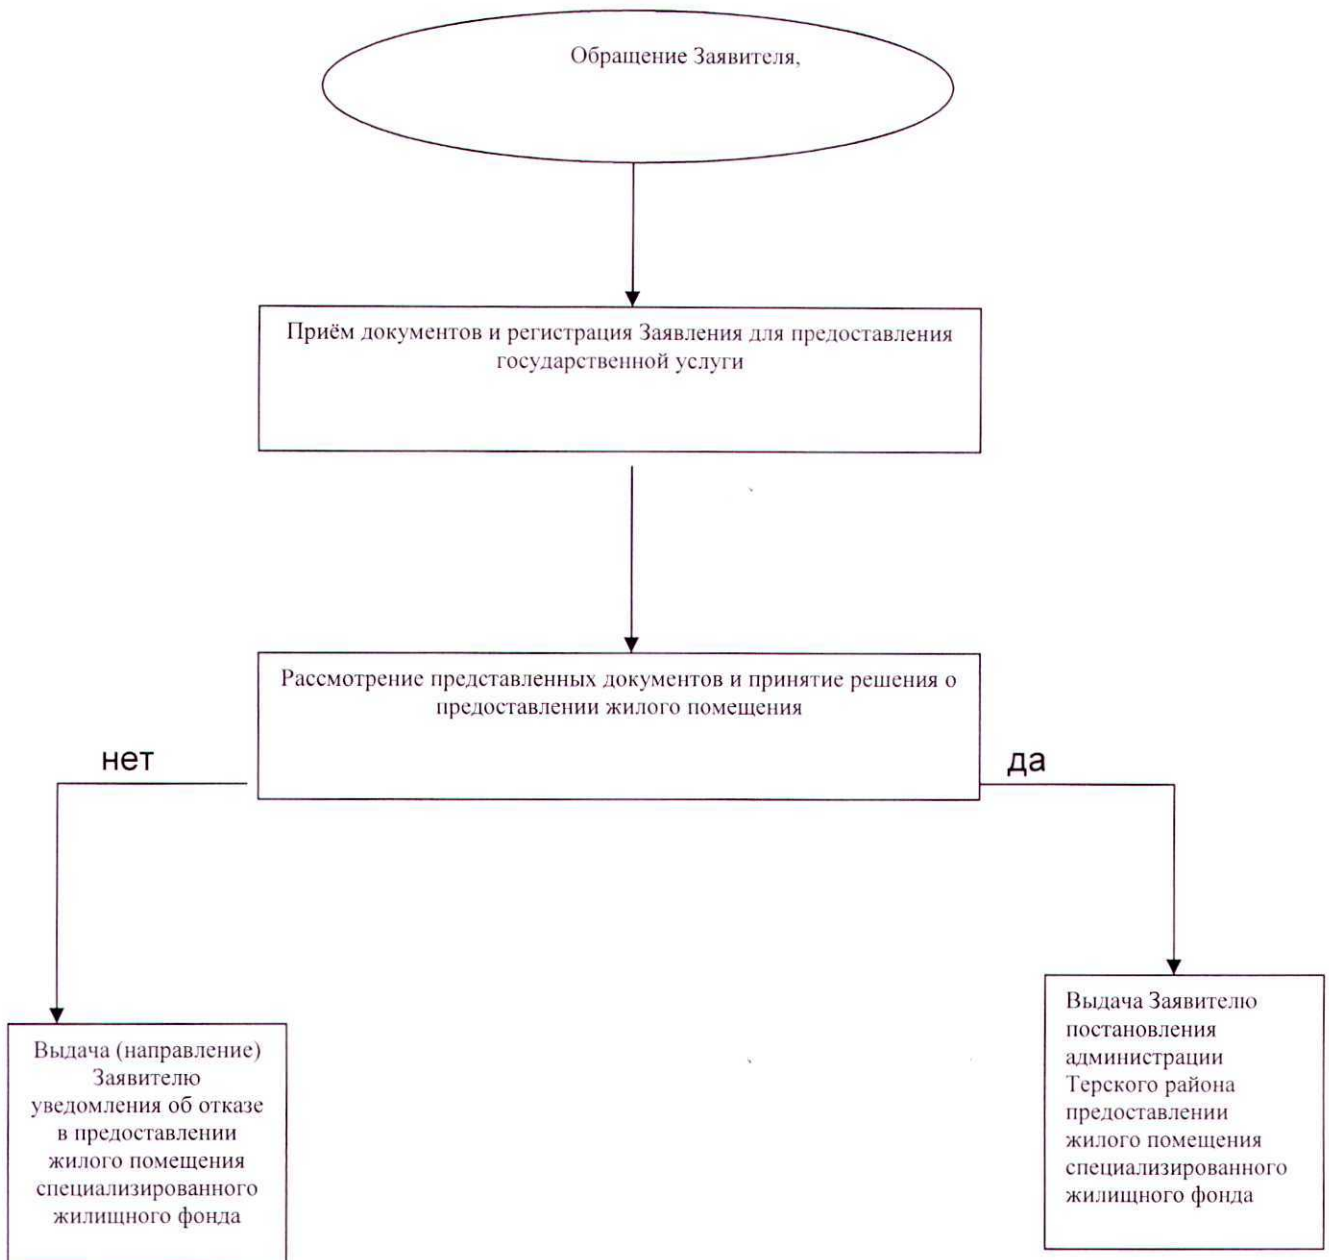 Обращение Заявителя,
Приём документов и регистрация Заявления для предоставления
государственной услуги
Рассмотрение представленных документов и принятие решения о
предоставлении жилого помещения
нет
да
Выдача (направление)
Заявителю
уведомления об отказе
в предоставлении
жилого помещения
специализированного
жилищного фонда
Выдача Заявителю
постановления
администрации
Терского района
предоставлении
жилого помещения
специализированного
жилищного фонда